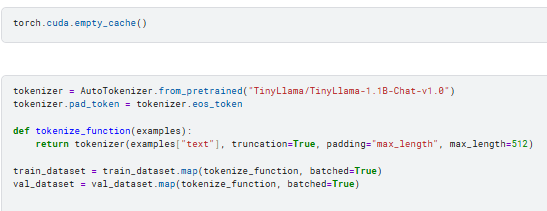 torch.cuda.empty_cache()
tokenizer = AutoTokenizer.from_pretrained("TinyLlama/TinyLlama-1.1B-Chat-v1.0")
tokenizer.pad_token = tokenizer.eos_token
def tokenize_function(examples):
    return tokenizer(examples["text"], truncation=True, padding="max_length", max_length=512)
train_dataset = train_dataset.map(tokenize_function, batched=True)
val_dataset = val_dataset.map(tokenize_function, batched=True)